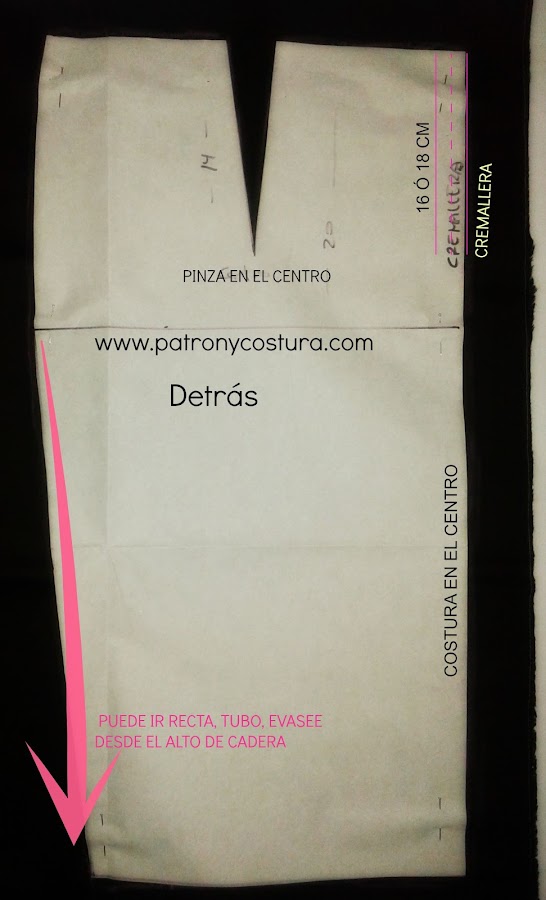 14
20
16 Ó 18 CM
CREMALLERA
CREMALLERA
PINZA EN EL CENTRO
www.patronycostura.com
Detrás
COSTURA EN EL CENTRO
PUEDE IR RECTA, TUBO, EVASEE
DESDE EL ALTO DE CADERA